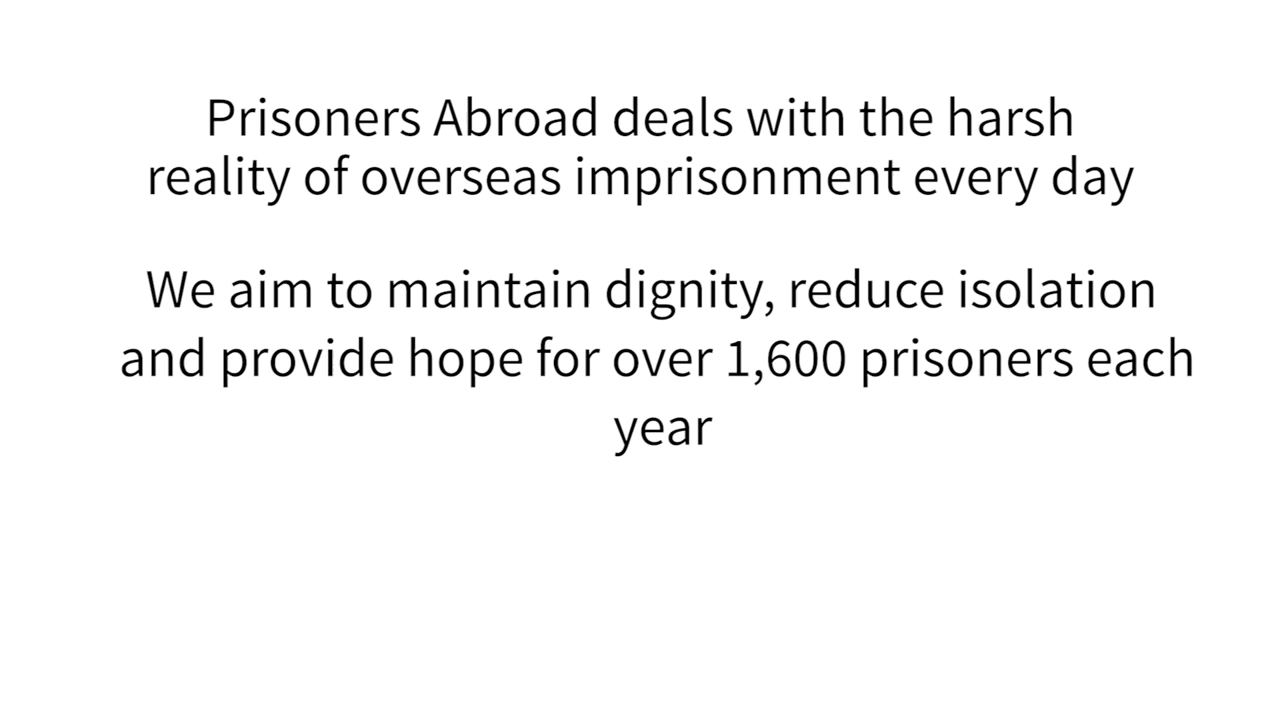 Prisoners Abroad deals with the harsh
reality of overseas imprisonment every day
We aim to maintain dignity, reduce isolation
and provide hope for over 1,600 prisoners each
year